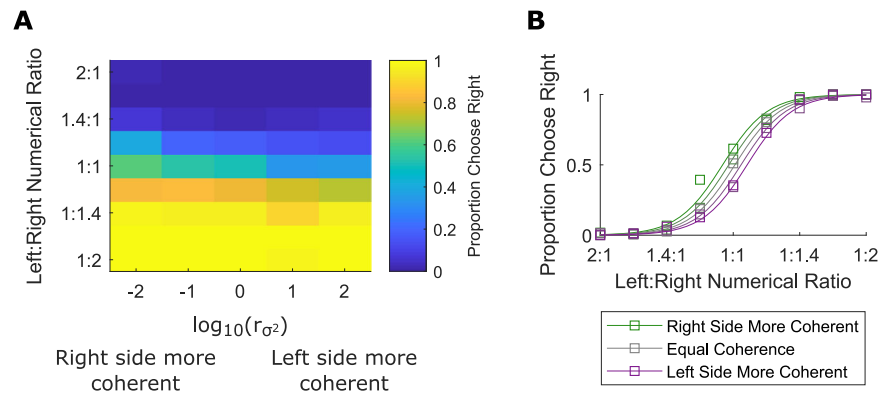 A
Left:Right Numerical Ratio
2:1
1.4:1
1:1
1:1.4
1:2
-2 -1 0 1 2
log10(rσ2)
Right side more
coherent
Left side more
coherent
1
0.8
0.6
0.4
0.2
0
Proportion Choose Right
B
Proportion Choose Right
1
0.5
0
2:1 1.4:1 1:1 1:1.4 1:2
Left:Right Numerical Ratio
Right Side More Coherent
Equal Coherence
Left Side More Coherent